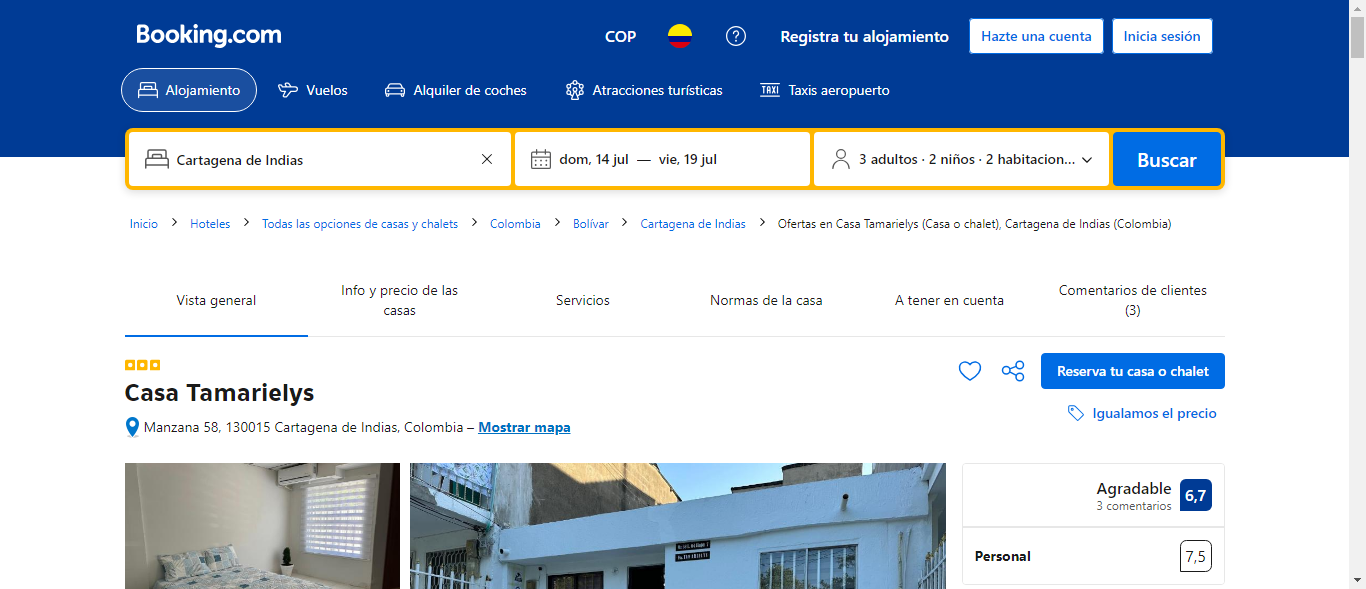 Booking.com
COP
Registra tu alojamiento
Hazte una cuenta
Inicia sesión
Alojamiento
Vuelos
Alquiler de coches
Atracciones turísticas
TAXI
Taxis aeropuerto
Cartagena de Indias
dom, 14 jul — vie, 19 jul
3 adultos · 2 niños · 2 habitacion...
Buscar
Inicio
Hoteles
Todas las opciones de casas y chalets
Colombia
Bolívar
Cartagena de Indias
Ofertas en Casa Tamarielys (Casa o chalet), Cartagena de Indias (Colombia)
Vista general
Info y precio de las
casas
Servicios
Normas de la casa
A tener en cuenta
Comentarios de clientes
(3)
Casa Tamarielys
Reserva tu casa o chalet
Manzana 58, 130015 Cartagena de Indias, Colombia – Mostrar mapa
Igualamos el precio
Agradable
3 comentarios
6,7
Personal
7,5